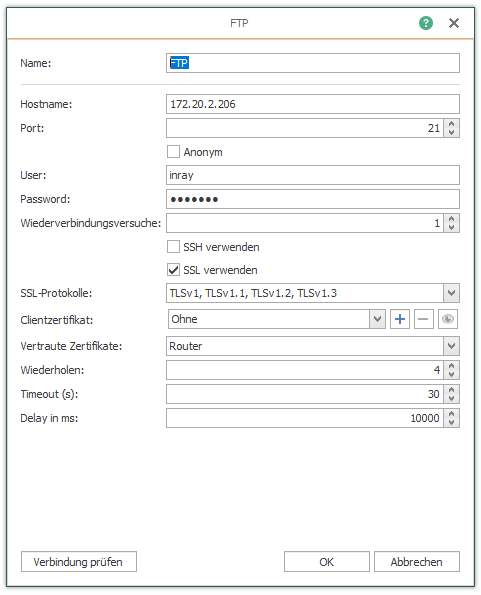 FTP
?
Name: FTP
Hostname: 172.20.2.206
Port: 21
Anonym
User: inray
Password: ●●●●●●●
Wiederverbindungsversuche: 1
SSH verwenden
SSL verwenden
SSL-Protokolle: TLSv1, TLSv1.1, TLSv1.2, TLSv1.3
Clientzertifikat: Ohne
Vertraute Zertifikate: Router
Wiederholen: 4
Timeout (s): 30
Delay in ms: 10000
Verbindung prüfen OK Abbrechen